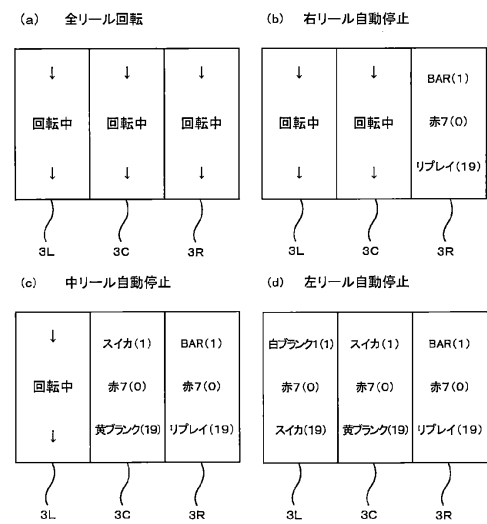 (a) 全リール回転
↓ ↓ ↓
回転中 回転中 回転中
↓ ↓ ↓
3L 3C 3R
(b) 右リール自動停止
↓ ↓ BAR(1)
回転中 回転中 赤7(0)
↓ ↓ リプレイ(19)
3L 3C 3R
(c) 中リール自動停止
↓ スイカ(1) BAR(1)
回転中 赤7(0) 赤7(0)
↓ 黄ブランク(19) リプレイ(19)
3L 3C 3R
(d) 左リール自動停止
白ブランク1(1) スイカ(1) BAR(1)
赤7(0) 赤7(0) 赤7(0)
スイカ(19) 黄ブランク(19) リプレイ(19)
3L 3C 3R